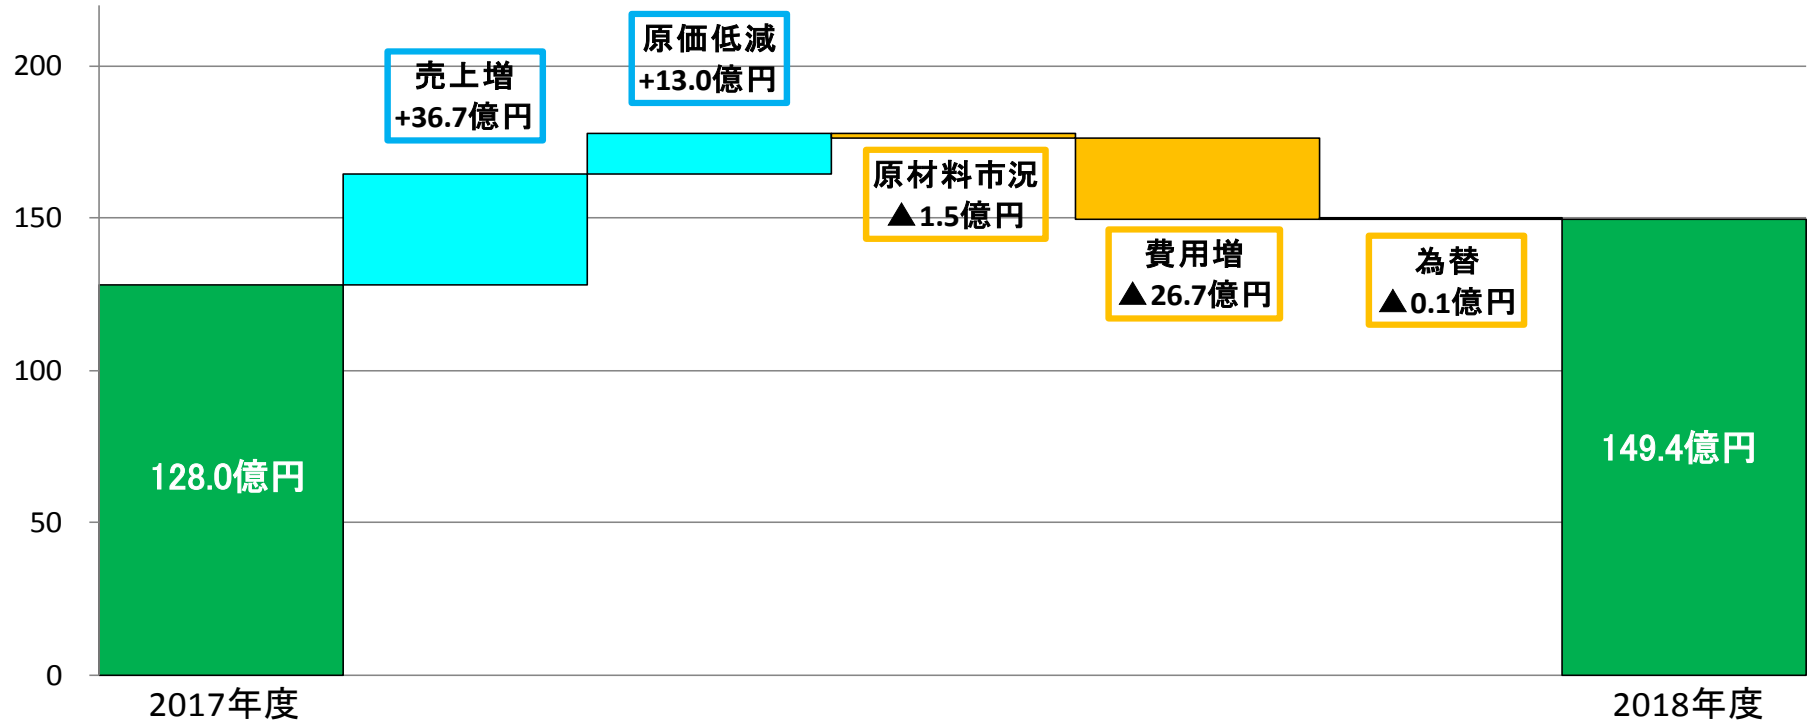 200
150
100
50
0
売上増
+36.7億円
原価低減
+13.0億円
原材料市況
▲1.5億円
費用増
▲26.7億円
為替
▲0.1億円
128.0億円
149.4億円
2017年度
2018年度